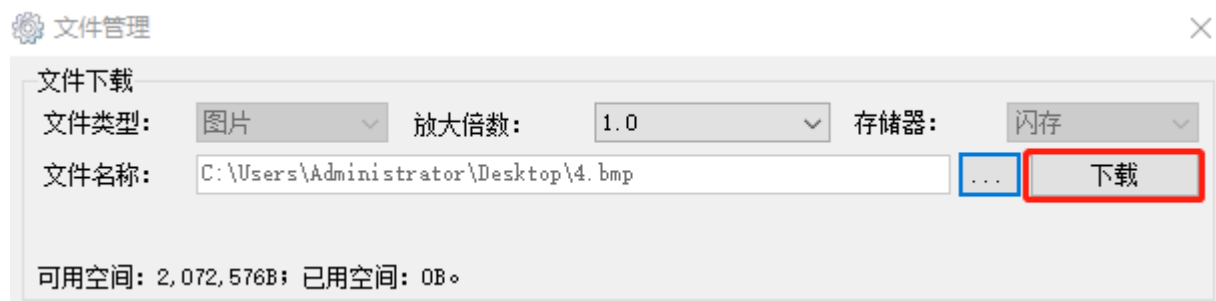 文件管理
文件下载
文件类型： 图片 放大倍数： 1.0 存储器： 闪存
文件名称： C:\Users\Administrator\Desktop\4.bmp ... 下载
可用空间：2,072,576B；已用空间：0B。